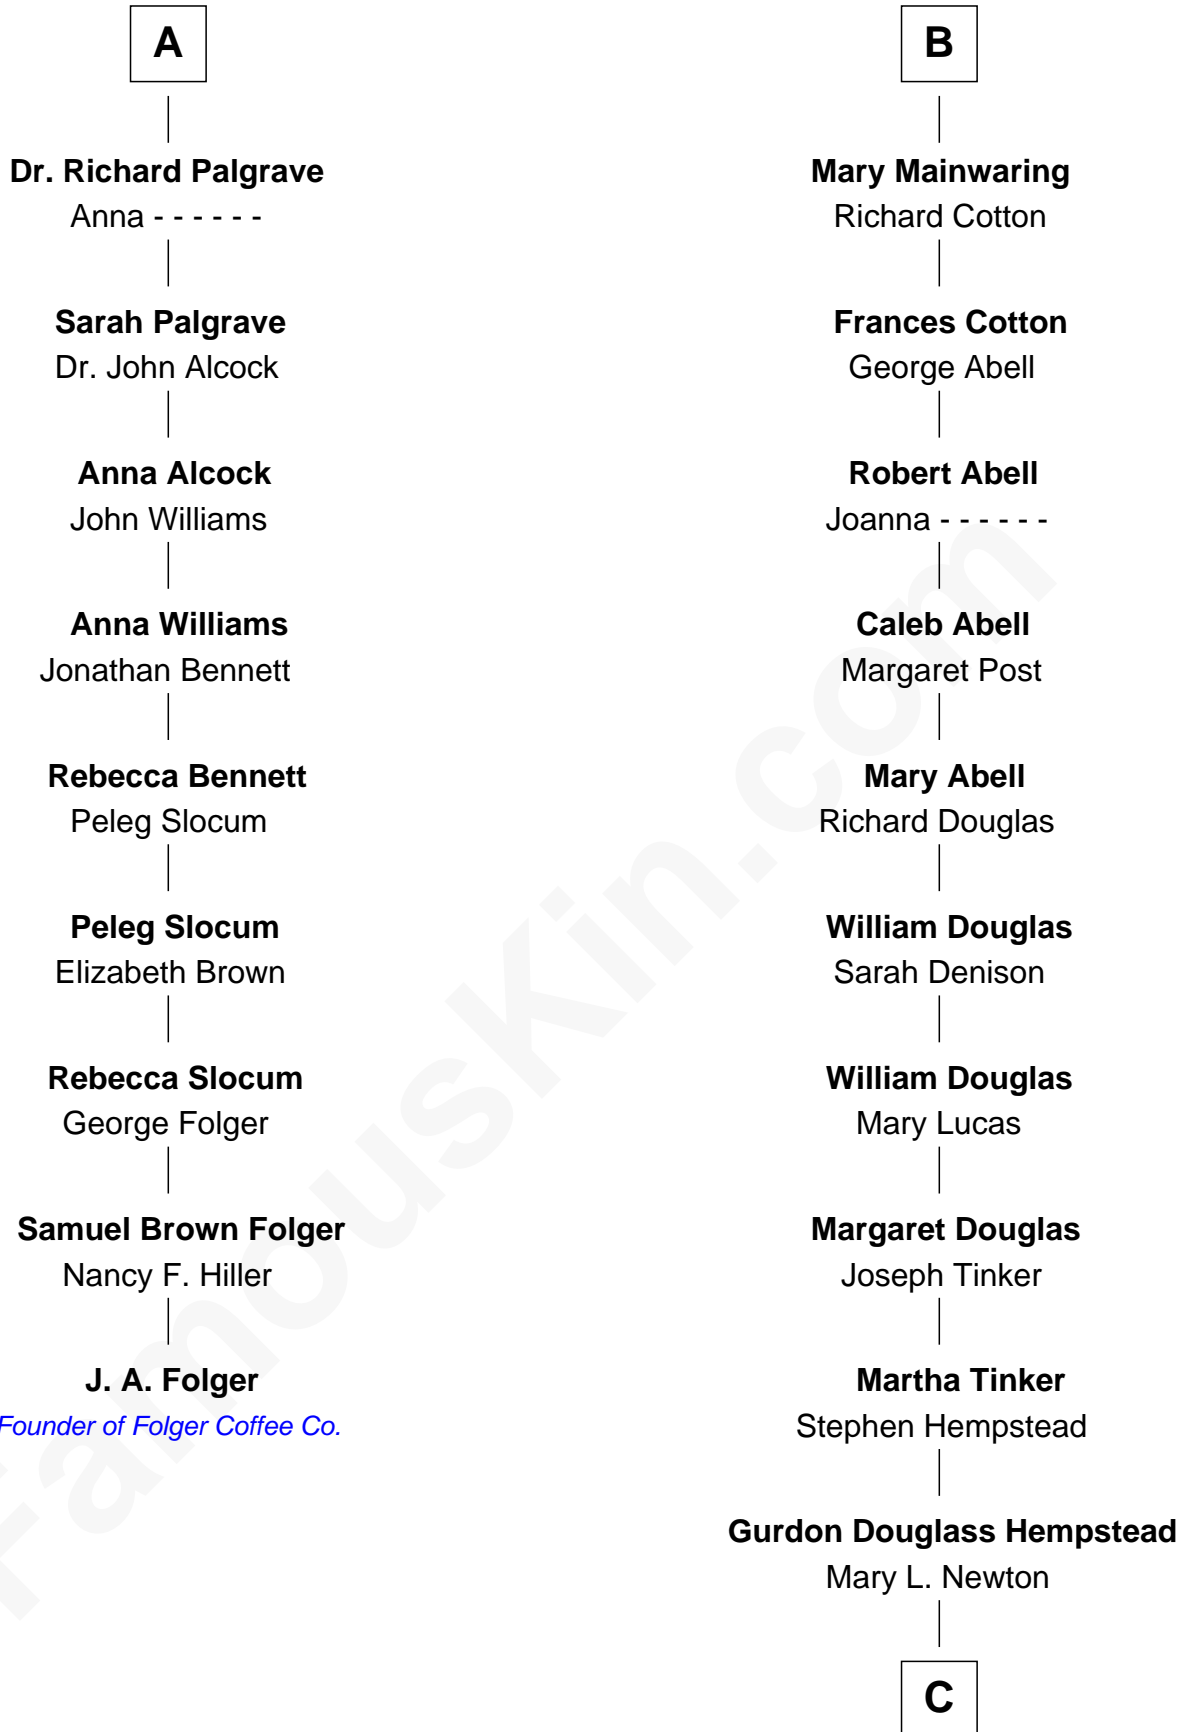 A
Dr. Richard Palgrave
Anna - - - - - -
Sarah Palgrave
Dr. John Alcock
Anna Alcock
John Williams
Anna Williams
Jonathan Bennett
Rebecca Bennett
Peleg Slocum
Peleg Slocum
Elizabeth Brown
Rebecca Slocum
George Folger
Samuel Brown Folger
Nancy F. Hiller
J. A. Folger
Founder of Folger Coffee Co.
B
Mary Mainwaring
Richard Cotton
Frances Cotton
George Abell
Robert Abell
Joanna - - - - - -
Caleb Abell
Margaret Post
Mary Abell
Richard Douglas
William Douglas
Sarah Denison
William Douglas
Mary Lucas
Margaret Douglas
Joseph Tinker
Martha Tinker
Stephen Hempstead
Gurdon Douglass Hempstead
Mary L. Newton
C
FamousKin.com